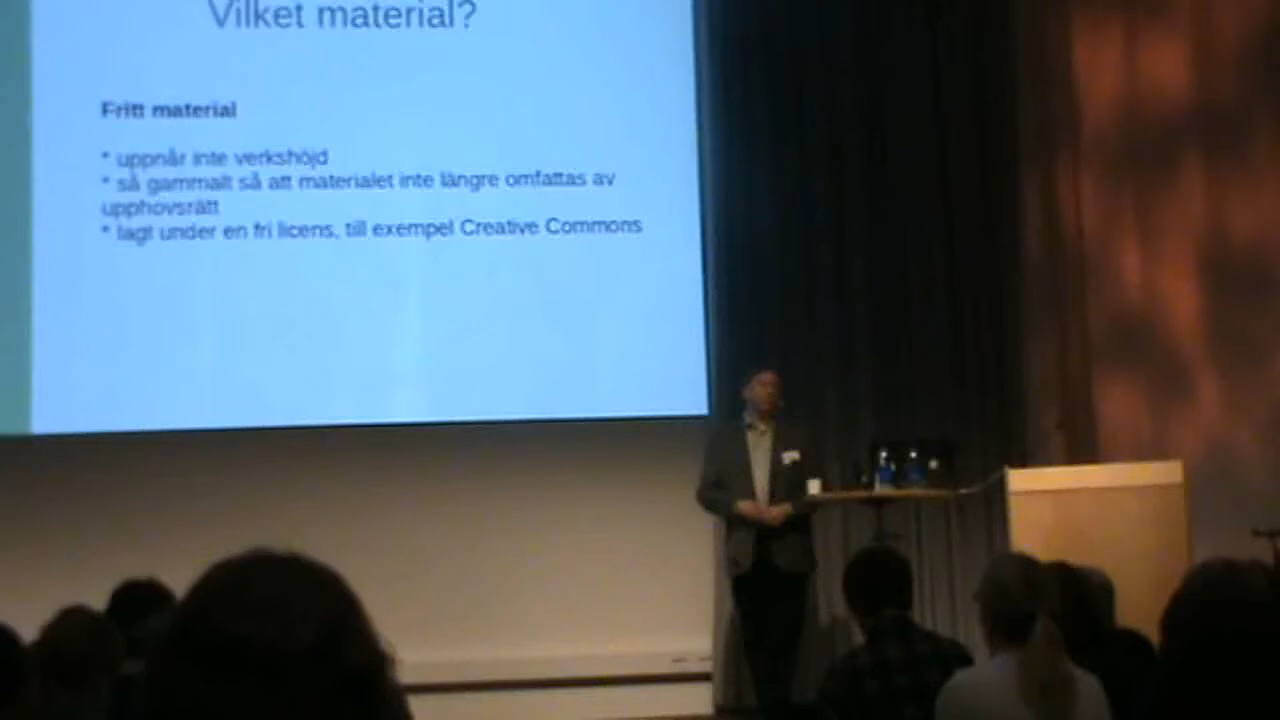 Vilket material?
Fritt material
* uppnår inte verkshöjd
* så gammalt så att materialet inte längre omfattas av
upphovsrätt
* lagt under en fri licens, till exempel Creative Commons